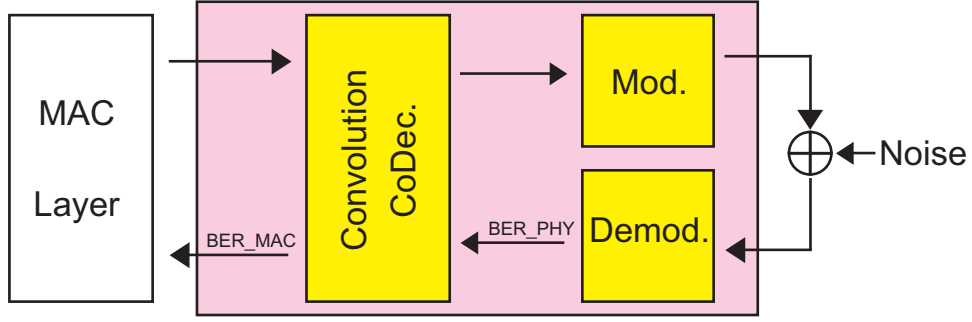 MAC
Layer
BER_MAC
Convolution
CoDec.
BER_PHY
Mod.
Demod.
Noise